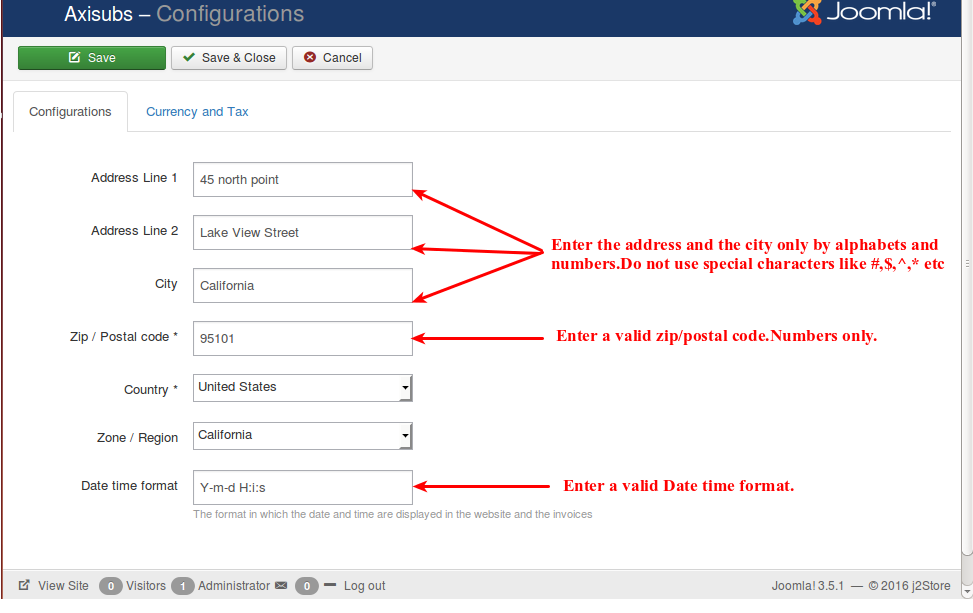 Axisubs – Configurations
Joomla!®
Save
Save & Close
Cancel
Configurations
Currency and Tax
Address Line 1
45 north point
Address Line 2
Lake View Street
Enter the address and the city only by alphabets and
numbers.Do not use special characters like #,$,^,* etc
City
California
Zip / Postal code *
95101
Enter a valid zip/postal code.Numbers only.
Country *
United States
Zone / Region
California
Date time format
Y-m-d H:i:s
Enter a valid Date time format.
The format in which the date and time are displayed in the website and the invoices
View Site 0 Visitors 1 Administrator 0 Log out
Joomla! 3.5.1 — © 2016 j2Store